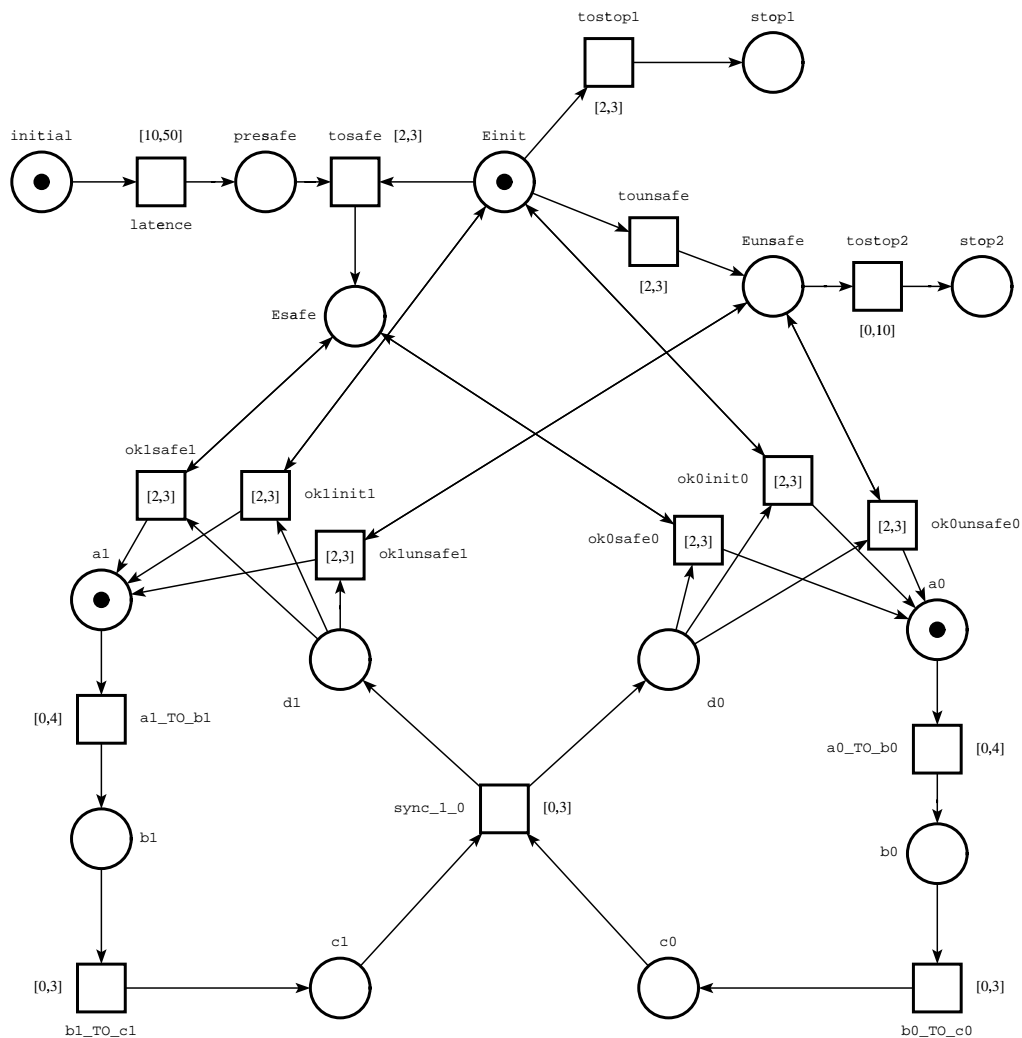 tostop1
stop1
[2,3]
initial
[10,50]
presafe
tosafe
[2,3]
Einit
latence
tounsafe
[2,3]
Eunsafe
tostop2
stop2
[0,10]
Esafe
ok1safe1
[2,3]
[2,3]
ok1init1
[2,3]
ok1unsafe1
ok0init0
[2,3]
ok0safe0
[2,3]
[2,3]
ok0unsafe0
a1
a0
d1
d0
[0,4]
a1_TO_b1
a0_TO_b0
[0,4]
sync_1_0
[0,3]
b1
b0
c1
c0
[0,3]
b1_TO_c1
[0,3]
b0_TO_c0